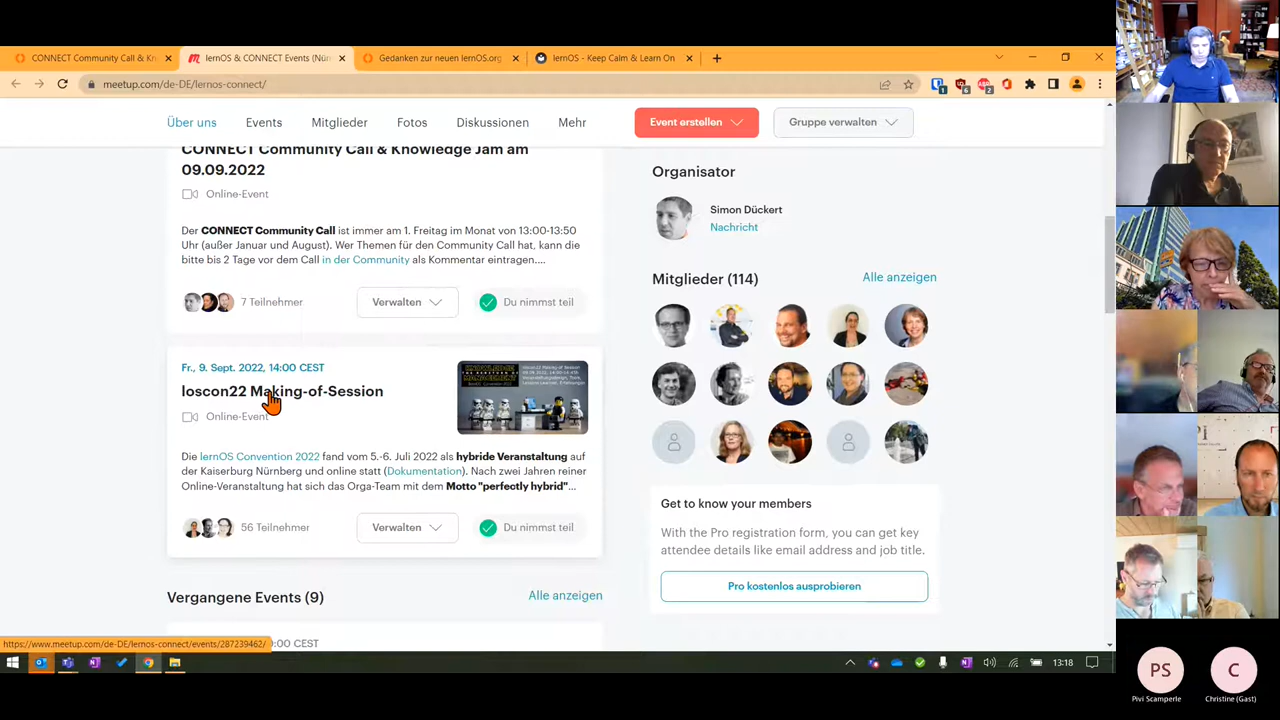 CONNECT Community Call & Kn
lernOS & CONNECT Events (Nür
Gedanken zur neuen lernOS.org
lernOS - Keep Calm & Learn On
meetup.com/de-DE/lernos-connect/
Über uns
Events
Mitglieder
Fotos
Diskussionen
Mehr
Event erstellen
Gruppe verwalten
CONNECT Community Call & Knowledge Jam am
09.09.2022
Online-Event
Der CONNECT Community Call ist immer am 1. Freitag im Monat von 13:00-13:50
Uhr (außer Januar und August). Wer Themen für den Community Call hat, kann die
bitte bis 2 Tage vor dem Call in der Community als Kommentar eintragen....
7 Teilnehmer
Verwalten
Du nimmst teil
Fr., 9. Sept. 2022, 14:00 CEST
loscon22 Making-of-Session
Online-Event
Die lernOS Convention 2022 fand vom 5.-6. Juli 2022 als hybride Veranstaltung auf
der Kaiserburg Nürnberg und online statt (Dokumentation). Nach zwei Jahren reiner
Online-Veranstaltung hat sich das Orga-Team mit dem Motto "perfectly hybrid"...
56 Teilnehmer
Verwalten
Du nimmst teil
Vergangene Events (9)
Alle anzeigen
:00 CEST
Organisator
Simon Dückert
Nachricht
Mitglieder (114)
Alle anzeigen
Get to know your members
With the Pro registration form, you can get key
attendee details like email address and job title.
Pro kostenlos ausprobieren
https://www.meetup.com/de-DE/lernos-connect/events/287239462/
13:18
PS
Pivi Scamperle
C
Christine (Gast)